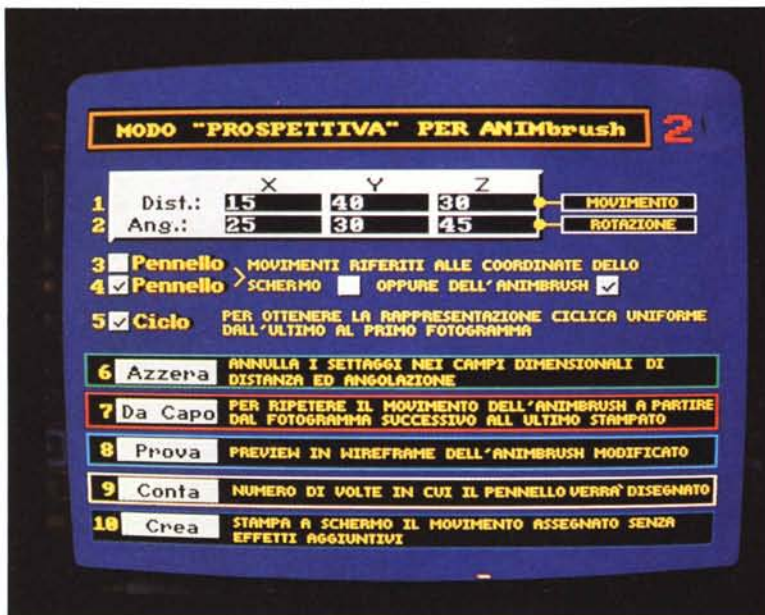 MODO "PROSPETTIVA" PER ANIMbrush 2
X Y Z
1 Dist.: 15 40 30 MOVIMENTO
2 Ang.: 25 30 45 ROTAZIONE
3 Pennello MOVIMENTI RIFERITI ALLE COORDINATE DELLO
4 Pennello SCHERMO OPPURE DELL'ANIMBRUSH
5 Ciclo PER OTTENERE LA RAPPRESENTAZIONE CICLICA UNIFORME
DALL'ULTIMO AL PRIMO FOTOGRAMMA
6 Azzera ANNULLA I SETTAGGI NEI CAMPI DIMENSIONALI DI
DISTANZA ED ANGOLAZIONE
7 Da Capo PER RIPETERE IL MOVIMENTO DELL'ANIMBRUSH A PARTIRE
DAL FOTOGRAMMA SUCCESSIVO ALL ULTIMO STAMPATO
8 Prova PREVIEW IN WIREFRAME DELL'ANIMBRUSH MODIFICATO
9 Conta NUMERO DI VOLTE IN CUI IL PENNELLO VERRA' DISEGNATO
10 Crea STAMPA A SCHERMO IL MOVIMENTO ASSEGNATO SENZA
EFFETTI AGGIUNTIVI